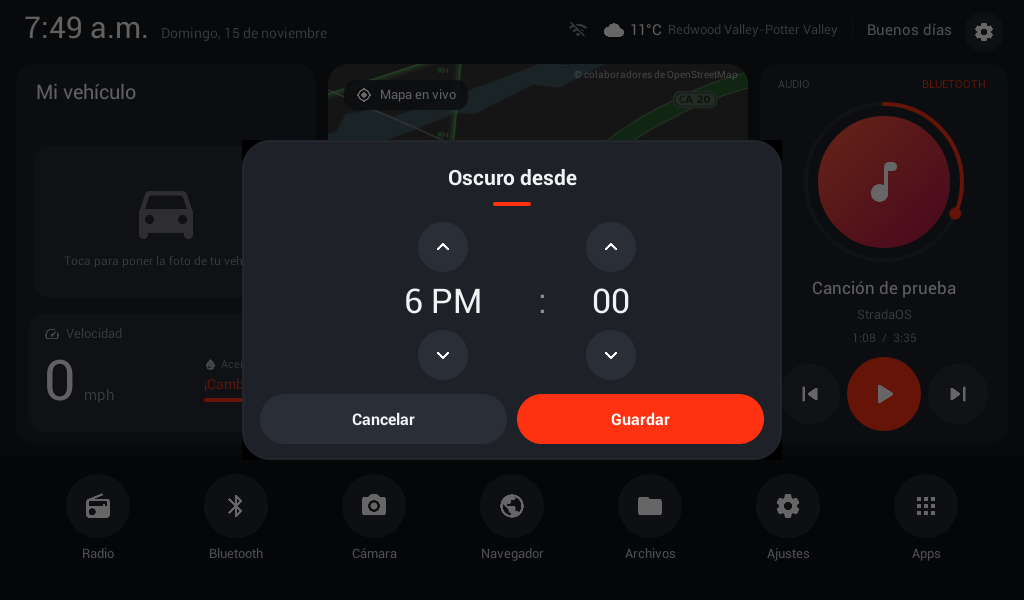 7:49 a.m. Domingo, 15 de noviembre
11°C Redwood Valley-Potter Valley
Buenos días
Mi vehículo
Toca para poner la foto de tu
Velocidad
0 mph
© colaboradores de OpenStreetMap
Mapa en vivo
CA 20
Oscuro desde
6 PM : 00
Cancelar
Guardar
AUDIO
BLUETOOTH
Canción de prueba
StradaOS
1:08 / 3:35
Radio
Bluetooth
Cámara
Navegador
Archivos
Ajustes
Apps